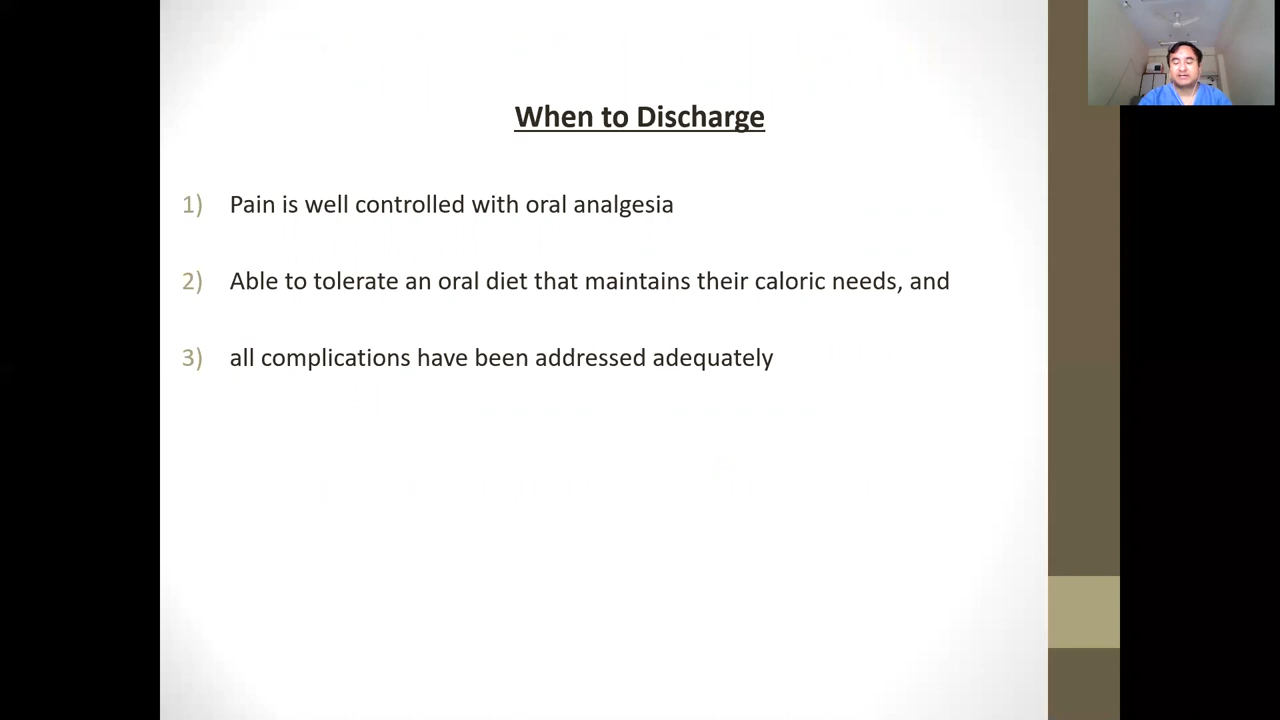 When to Discharge
1) Pain is well controlled with oral analgesia
2) Able to tolerate an oral diet that maintains their caloric needs, and
3) all complications have been addressed adequately